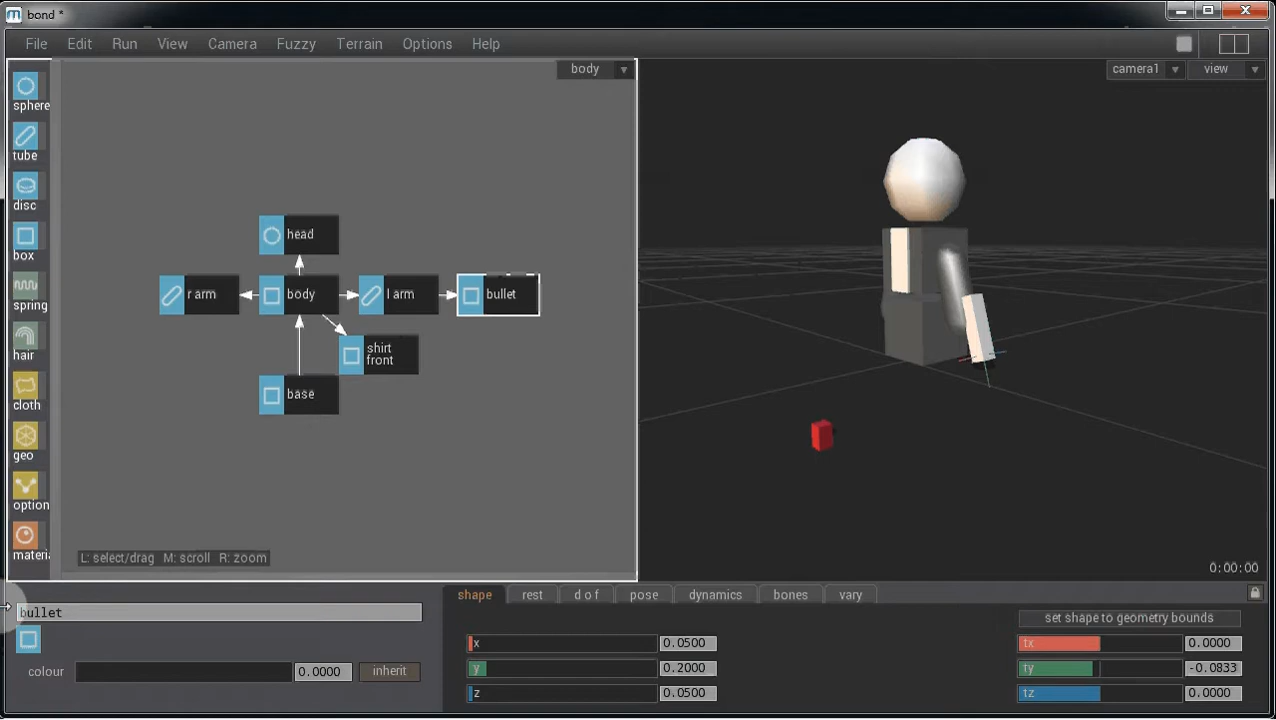 bond *
File Edit Run View Camera Fuzzy Terrain Options Help
body
camera1 view
sphere
tube
disc
box
spring
hair
cloth
geo
option
materi
head
r arm body l arm bullet
shirt
front
base
L: select/drag M: scroll R: zoom
0:00:00
bullet
shape rest d o f pose dynamics bones vary
set shape to geometry bounds
x 0.0500 tx 0.0000
y 0.2000 ty -0.0833
z 0.0500 tz 0.0000
colour 0.0000 inherit